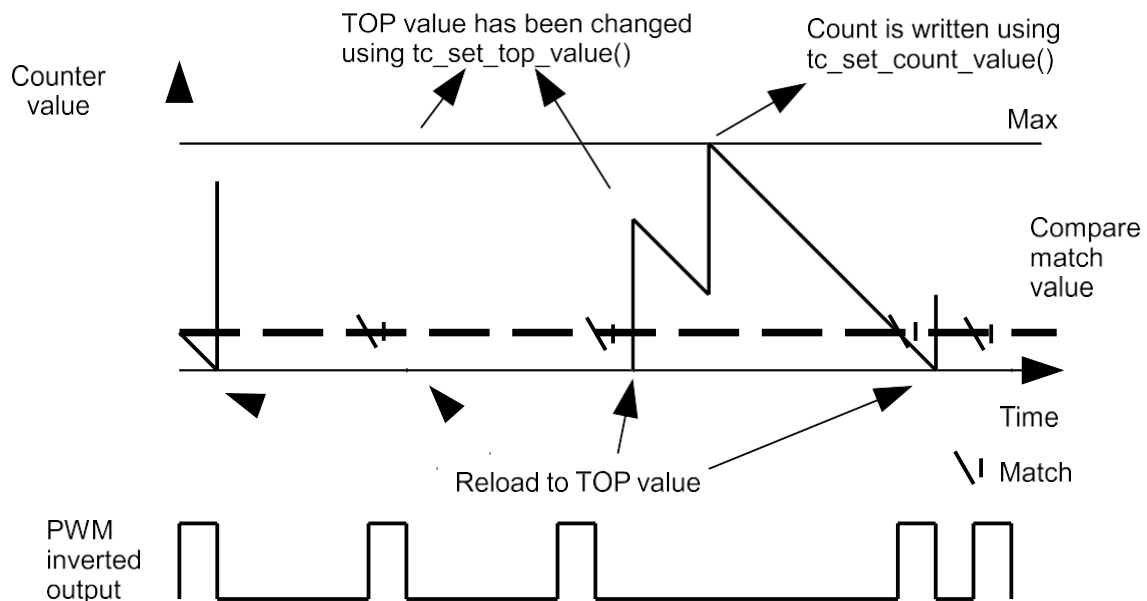 TOP value has been changed
using tc_set_top_value()
Count is written using
tc_set_count_value()
Counter
value
Max
Compare
match
value
Time
Reload to TOP value
Match
PWM
inverted
output